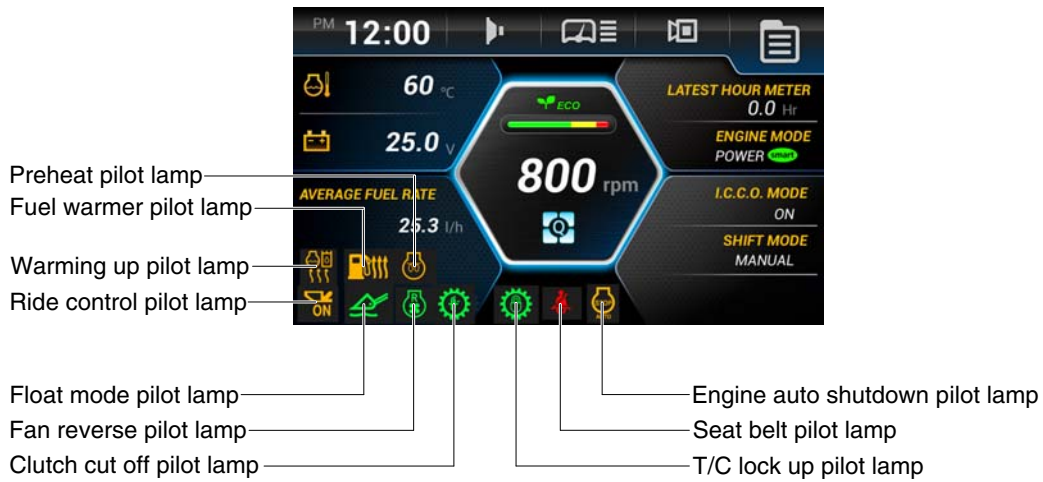 PM 12:00
60 °C
25.0 V
AVERAGE FUEL RATE
25.3 l/h
ECO
800 rpm
Q
LATEST HOUR METER
0.0 Hr
ENGINE MODE
POWER smart
I.C.C.O. MODE
ON
SHIFT MODE
MANUAL
ON
R
STOP
AUTO
Preheat pilot lamp
Fuel warmer pilot lamp
Warming up pilot lamp
Ride control pilot lamp
Float mode pilot lamp
Fan reverse pilot lamp
Clutch cut off pilot lamp
Engine auto shutdown pilot lamp
Seat belt pilot lamp
T/C lock up pilot lamp